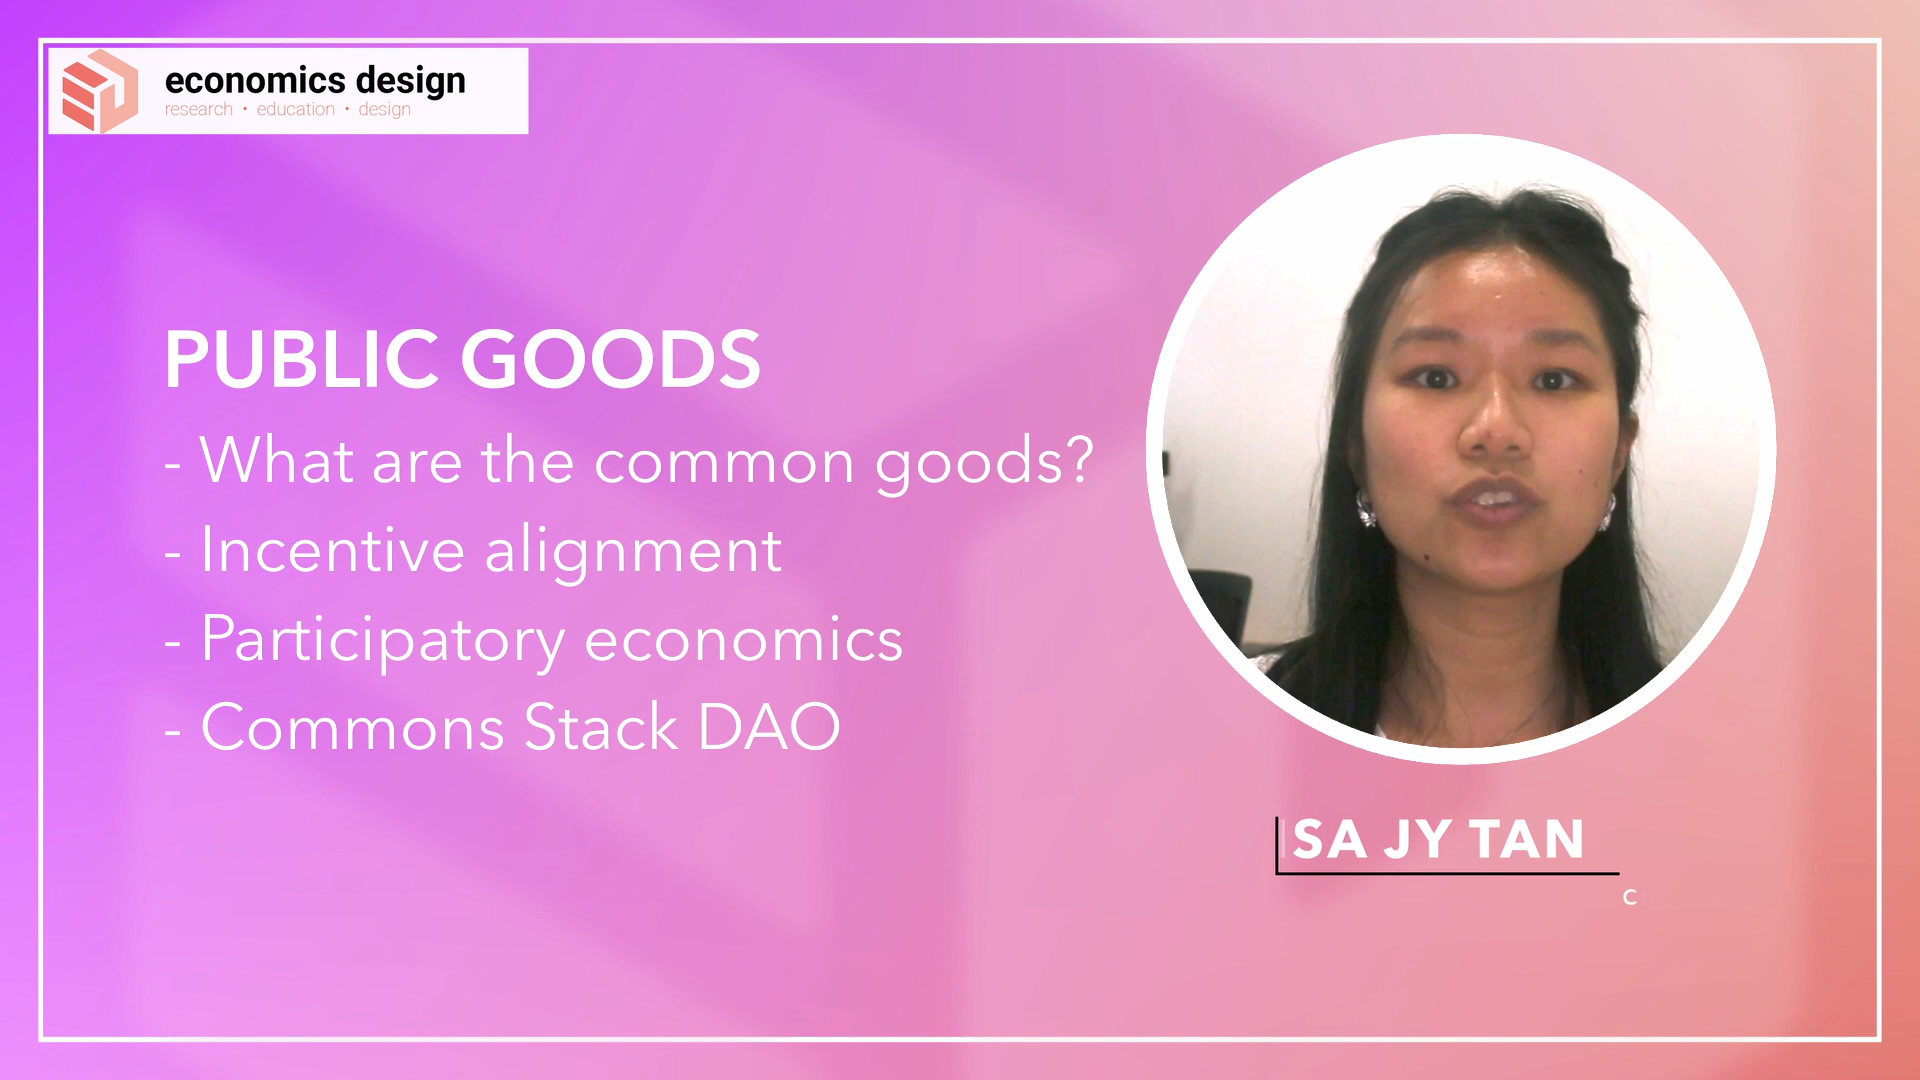 economics design
research • education • design
PUBLIC GOODS
- What are the common goods?
- Incentive alignment
- Participatory economics
- Commons Stack DAO
SA JY TAN
C